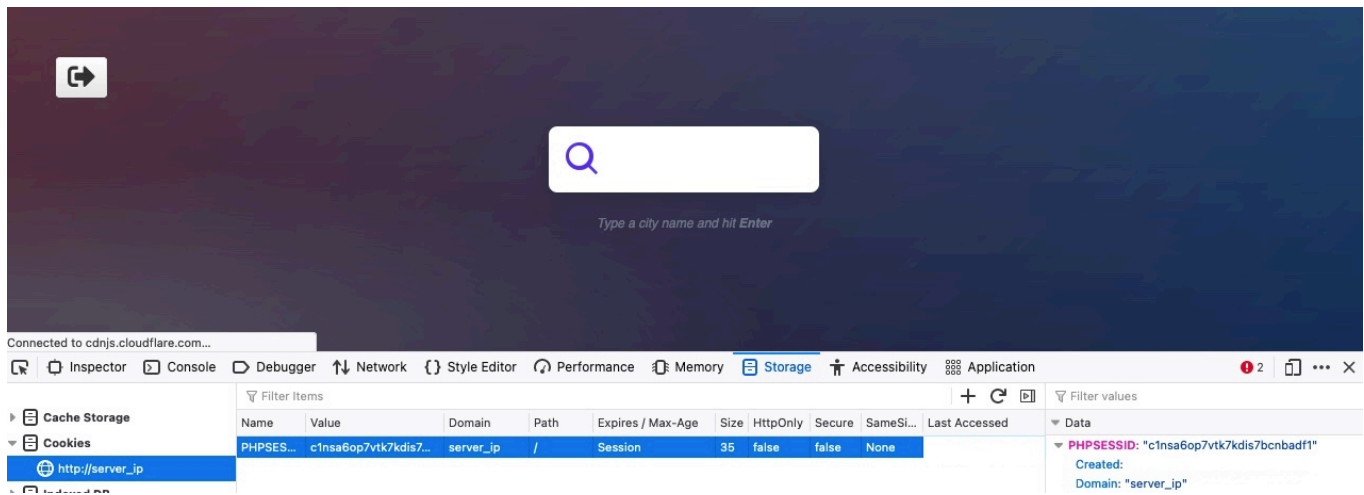 Type a city name and hit Enter
Connected to cdnjs.cloudflare.com...
Inspector Console Debugger Network Style Editor Performance Memory Storage Accessibility Application 2
Filter Items Filter values
Cache Storage
Name Value Domain Path Expires / Max-Age Size HttpOnly Secure SameSi... Last Accessed
Data
Cookies
PHPSES... c1nsa6op7vtk7kdis7... server_ip / Session 35 false false None
PHPSESSID: "c1nsa6op7vtk7kdis7bcnbadf1"
http://server_ip
Created:
Domain: "server_ip"
Indexed DB